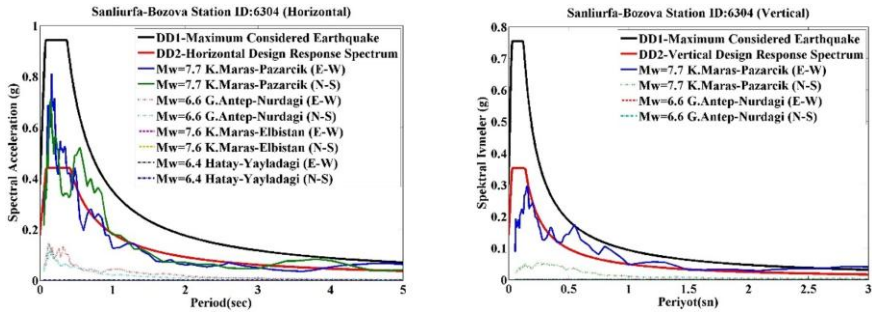 Sanliurfa-Bozova Station ID:6304 (Horizontal)
1
0.8
0.6
0.4
0.2
0
Spectral Acceleration (g)
DD1-Maximum Considered Earthquake
DD2-Horizontal Design Response Spectrum
Mw=7.7 K.Maras-Pazarcik (E-W)
Mw=7.7 K.Maras-Pazarcik (N-S)
Mw=6.6 G.Antep-Nurdagi (E-W)
Mw=6.6 G.Antep-Nurdagi (N-S)
Mw=7.6 K.Maras-Elbistan (E-W)
Mw=7.6 K.Maras-Elbistan (N-S)
Mw=6.4 Hatay-Yayladagi (E-W)
Mw=6.4 Hatay-Yayladagi (N-S)
0 1 2 3 4 5
Period(sec)
Sanliurfa-Bozova Station ID:6304 (Vertical)
0.8
0.7
0.6
0.5
0.4
0.3
0.2
0.1
0
Spektral Ivmeler (g)
DD1-Maximum Considered Earthquake
DD2-Vertical Design Response Spectrum
Mw=7.7 K.Maras-Pazarcik (E-W)
Mw=7.7 K.Maras-Pazarcik (N-S)
Mw=6.6 G.Antep-Nurdagi (E-W)
Mw=6.6 G.Antep-Nurdagi (N-S)
0 0.5 1 1.5 2 2.5 3
Periyot(sn)